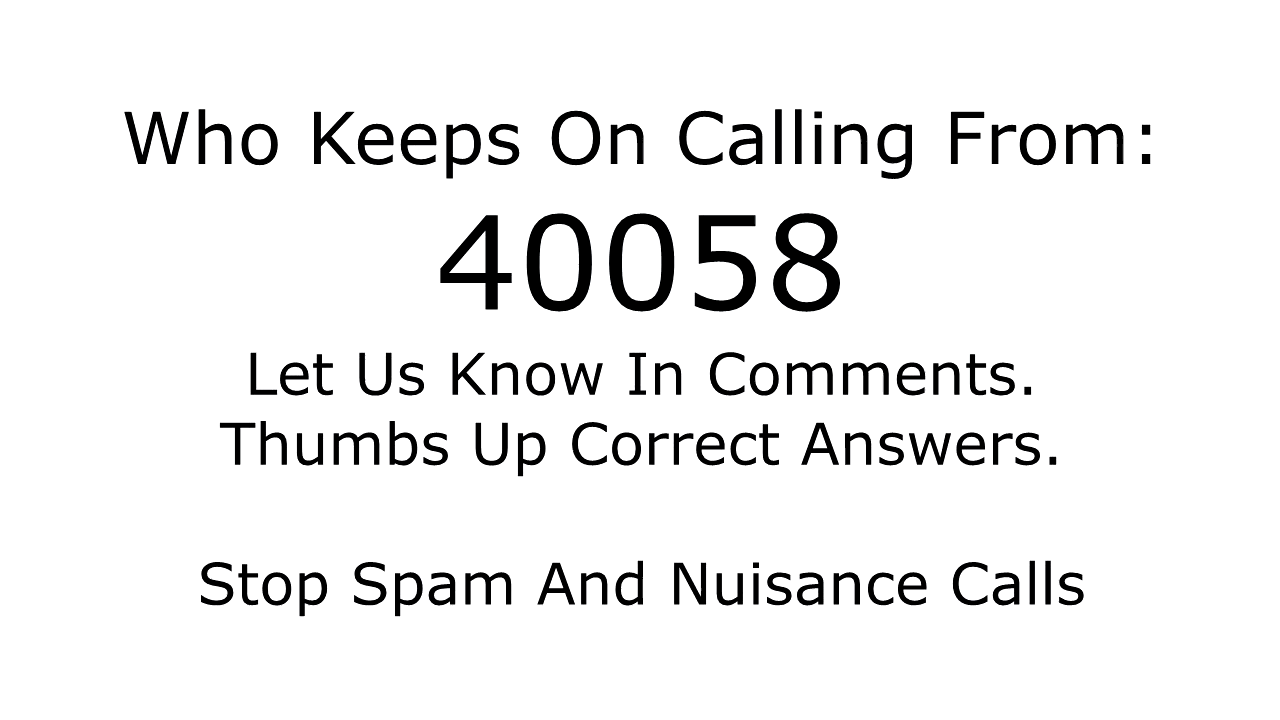 Who Keeps On Calling From:
40058
Let Us Know In Comments.
Thumbs Up Correct Answers.
Stop Spam And Nuisance Calls